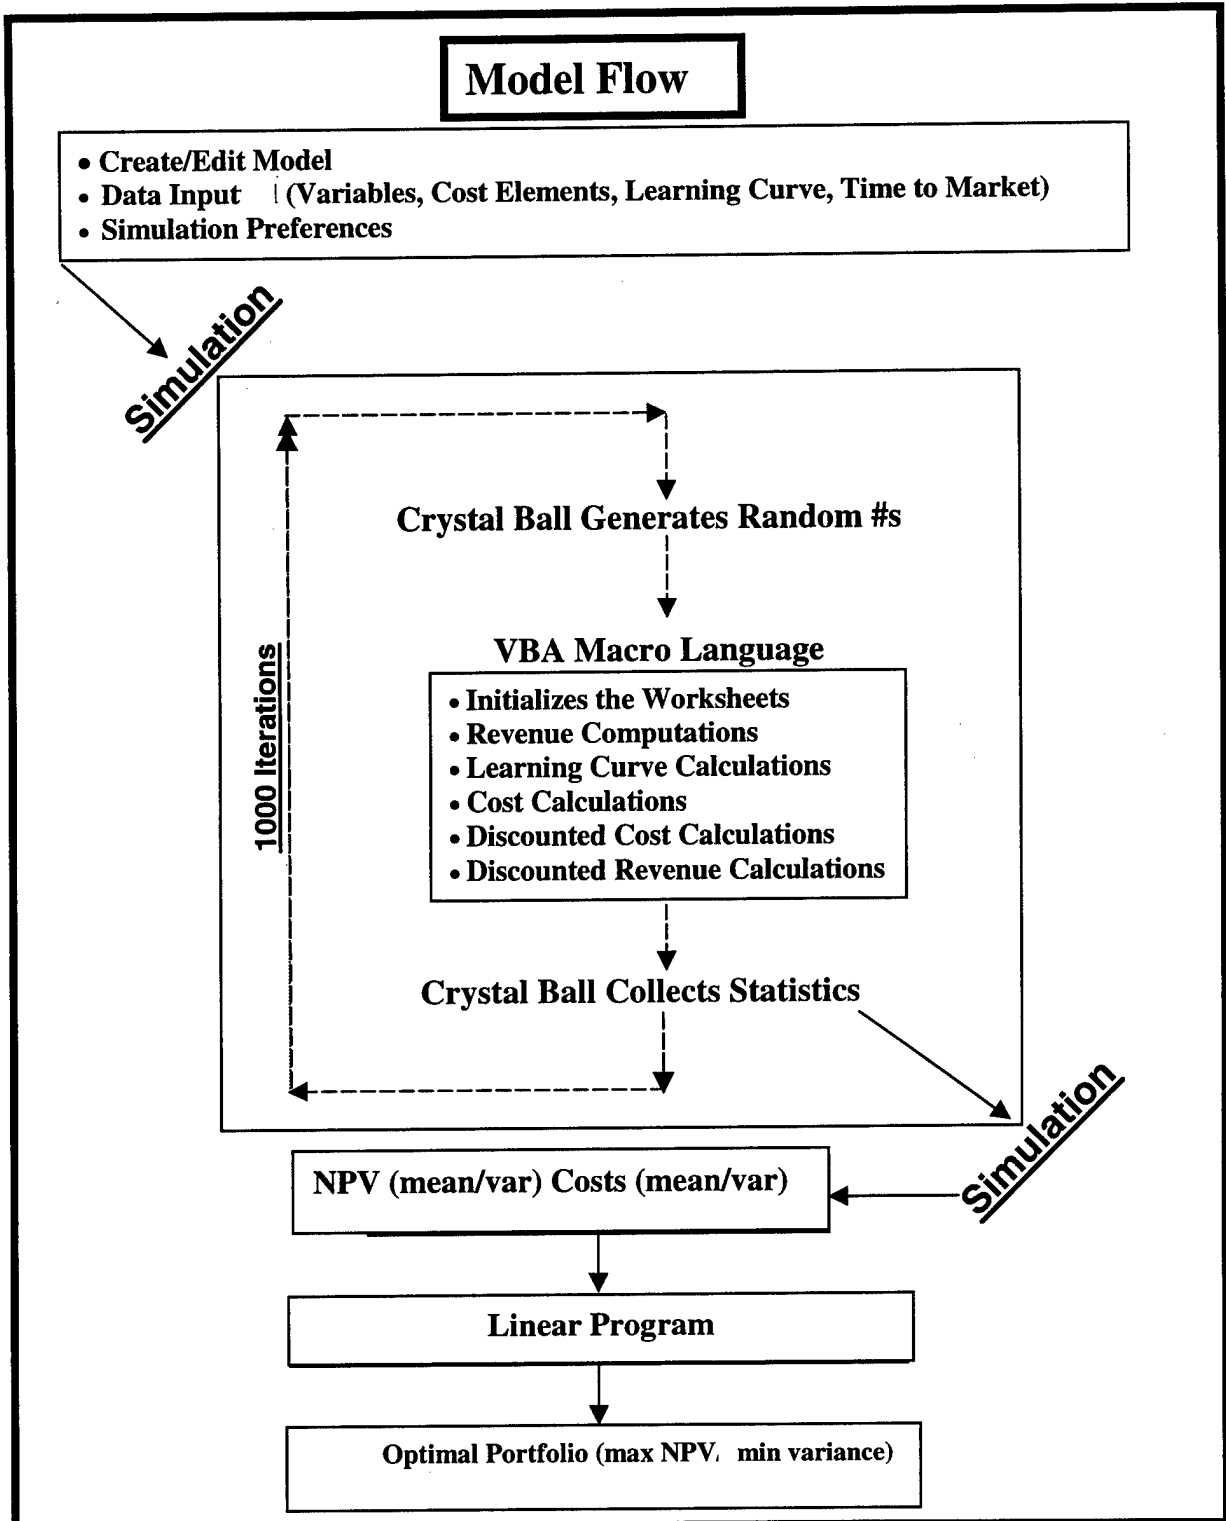 Model Flow
• Create/Edit Model
• Data Input (Variables, Cost Elements, Learning Curve, Time to Market)
• Simulation Preferences
Simulation
Crystal Ball Generates Random #s
VBA Macro Language
• Initializes the Worksheets
• Revenue Computations
• Learning Curve Calculations
• Cost Calculations
• Discounted Cost Calculations
• Discounted Revenue Calculations
1000 Iterations
Crystal Ball Collects Statistics
Simulation
NPV (mean/var) Costs (mean/var)
Linear Program
Optimal Portfolio (max NPV, min variance)